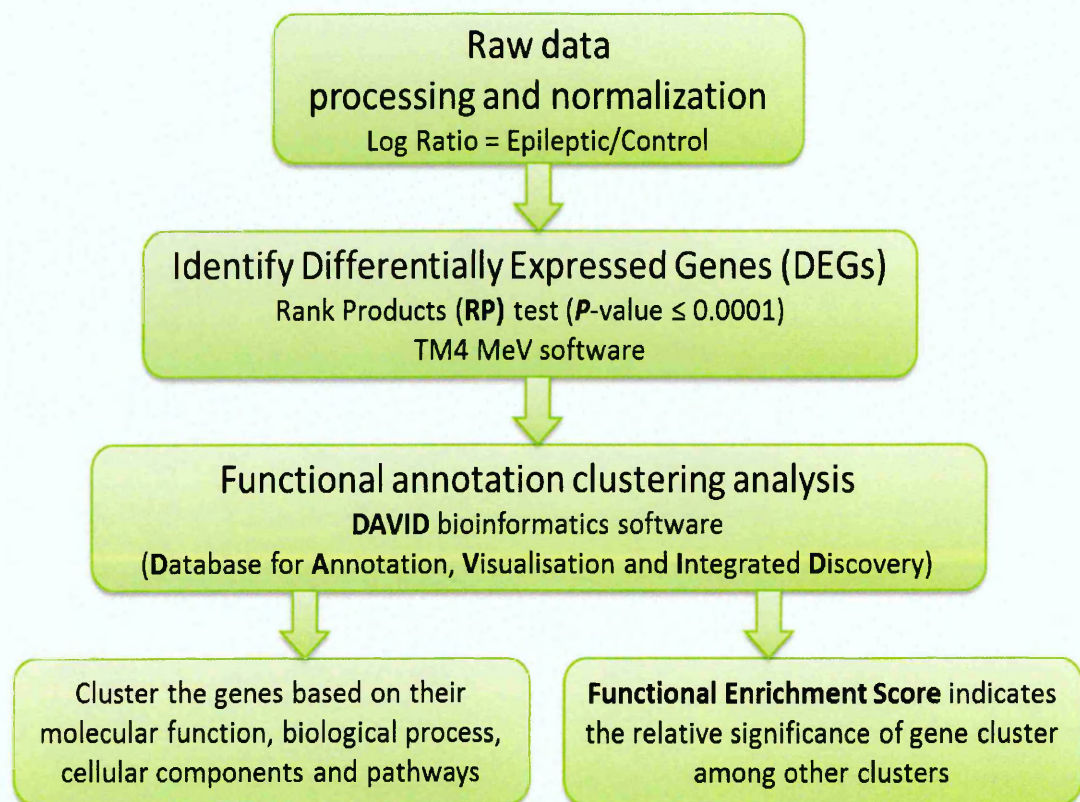 Raw data
processing and normalization
Log Ratio = Epileptic/Control
Identify Differentially Expressed Genes (DEGs)
Rank Products (RP) test (P-value ≤ 0.0001)
TM4 MeV software
Functional annotation clustering analysis
DAVID bioinformatics software
(Database for Annotation, Visualisation and Integrated Discovery)
Cluster the genes based on their
molecular function, biological process,
cellular components and pathways
Functional Enrichment Score indicates
the relative significance of gene cluster
among other clusters